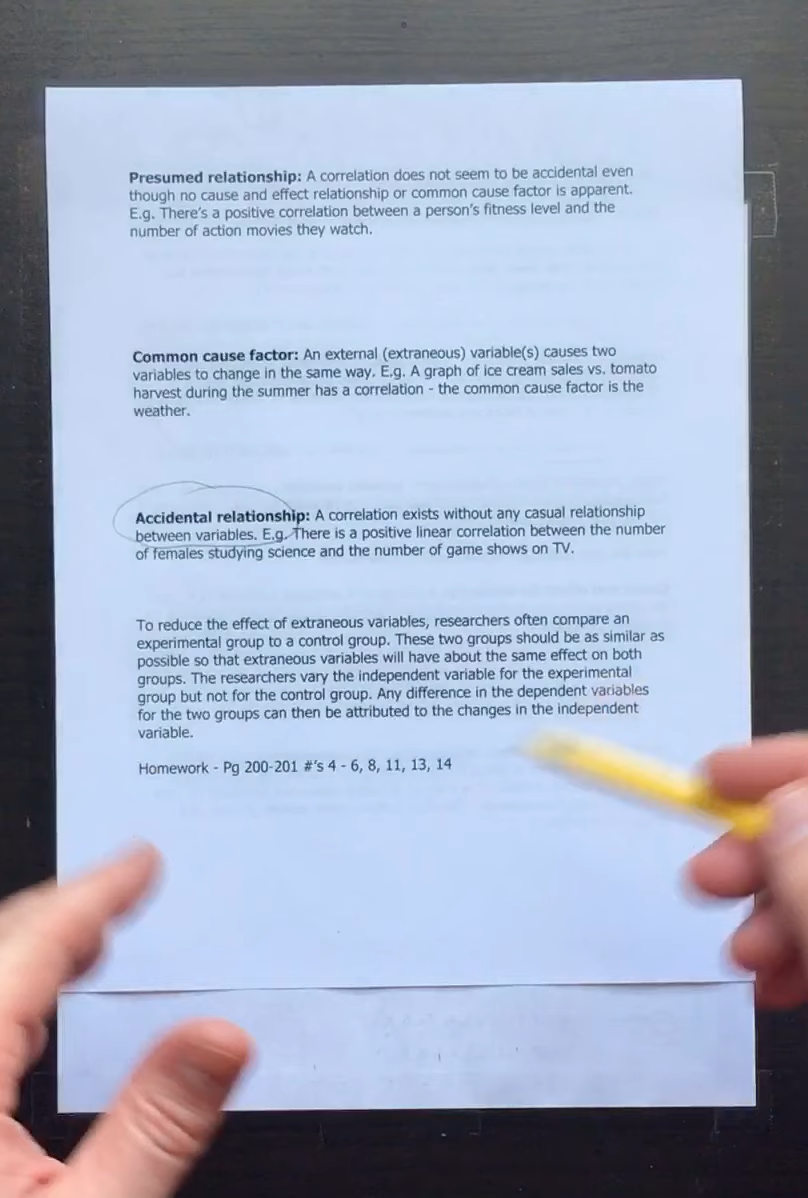 Presumed relationship: A correlation does not seem to be accidental even
though no cause and effect relationship or common cause factor is apparent.
E.g. There's a positive correlation between a person's fitness level and the
number of action movies they watch.
Common cause factor: An external (extraneous) variable(s) causes two
variables to change in the same way. E.g. A graph of ice cream sales vs. tomato
harvest during the summer has a correlation - the common cause factor is the
weather.
Accidental relationship: A correlation exists without any casual relationship
between variables. E.g. There is a positive linear correlation between the number
of females studying science and the number of game shows on TV.
To reduce the effect of extraneous variables, researchers often compare an
experimental group to a control group. These two groups should be as similar as
possible so that extraneous variables will have about the same effect on both
groups. The researchers vary the independent variable for the experimental
group but not for the control group. Any difference in the dependent variables
for the two groups can then be attributed to the changes in the independent
variable.
Homework - Pg 200-201 #'s 4 - 6, 8, 11, 13, 14